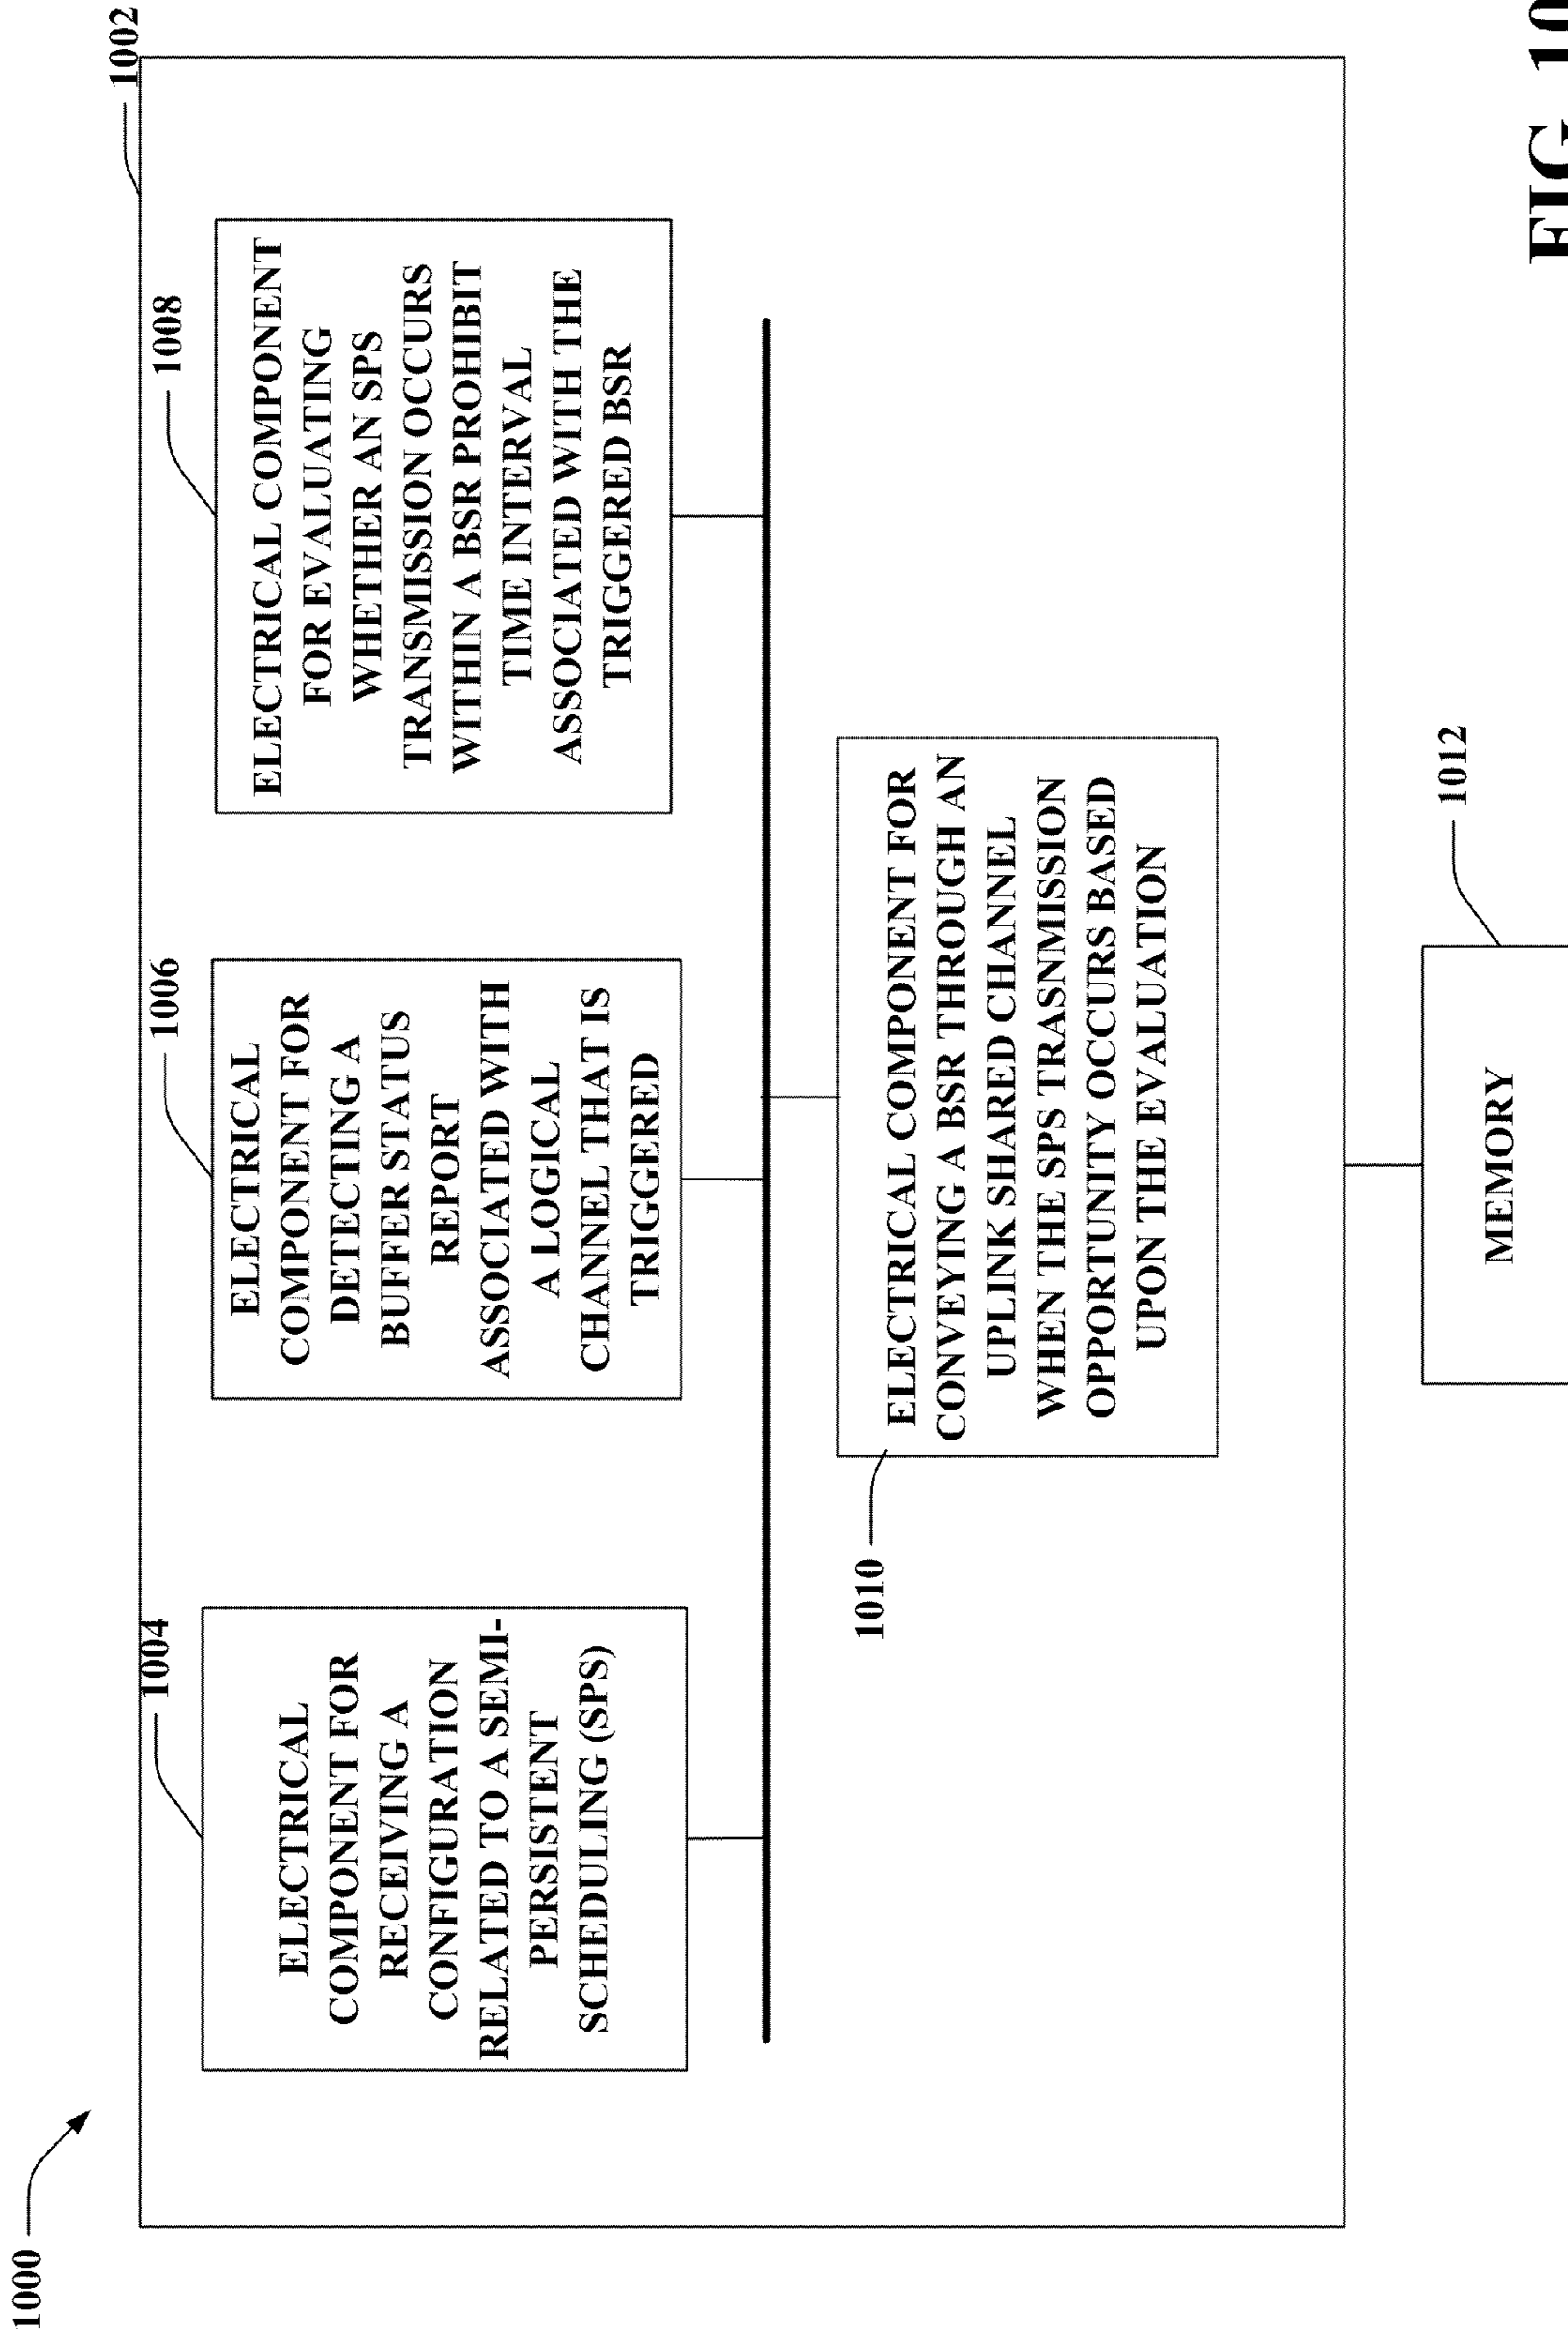 1000
1002
1004
ELECTRICAL
COMPONENT FOR
RECEIVING A
CONFIGURATION
RELATED TO A SEMI-
PERSISTENT
SCHEDULING (SPS)
1006
ELECTRICAL
COMPONENT FOR
DETECTING A
BUFFER STATUS
REPORT
ASSOCIATED WITH
A LOGICAL
CHANNEL THAT IS
TRIGGERED
1008
ELECTRICAL COMPONENT
FOR EVALUATING
WHETHER AN SPS
TRANSMISSION OCCURS
WITHIN A BSR PROHIBIT
TIME INTERVAL
ASSOCIATED WITH THE
TRIGGERED BSR
1010
ELECTRICAL COMPONENT FOR
CONVEYING A BSR THROUGH AN
UPLINK SHARED CHANNEL
WHEN THE SPS TRASNMISSION
OPPORTUNITY OCCURS BASED
UPON THE EVALUATION
1012
MEMORY
FIG. 10